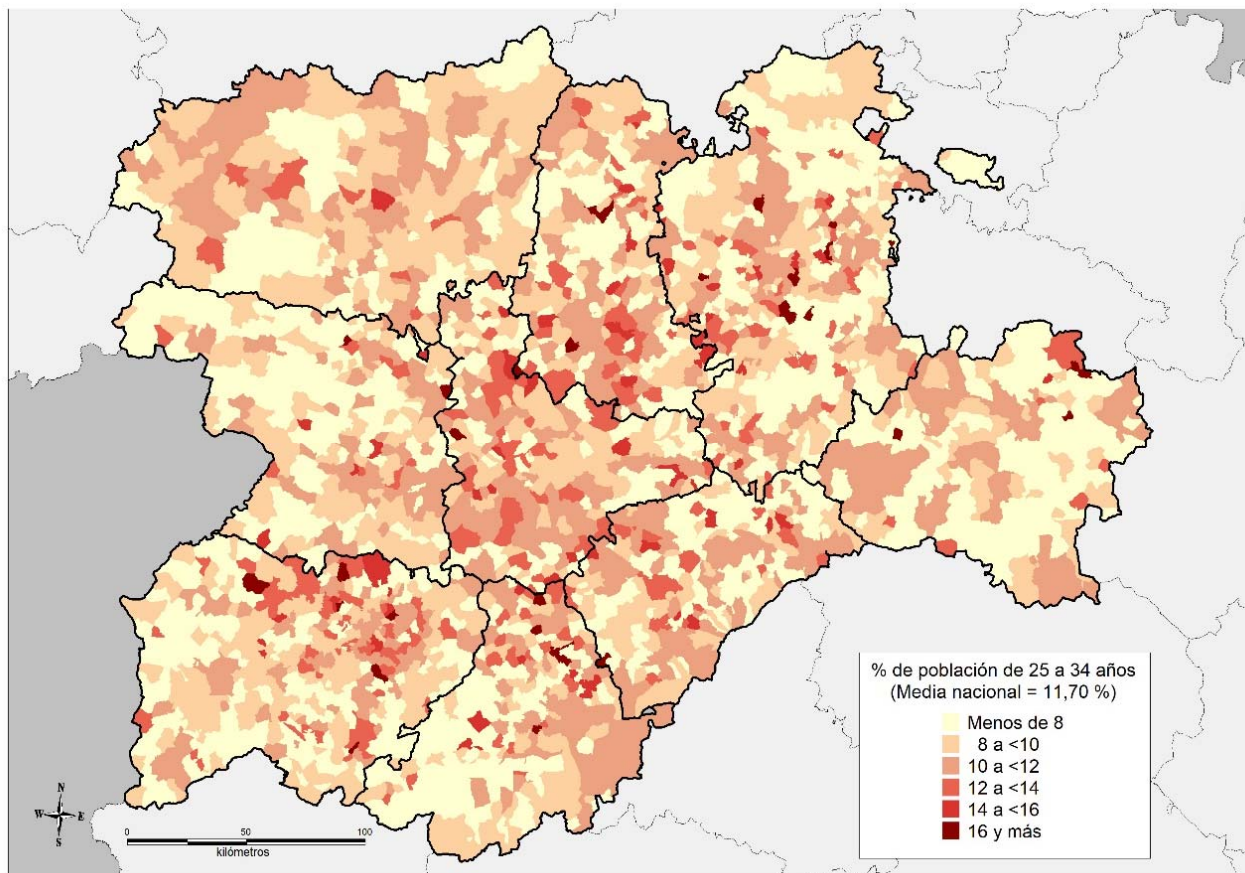 % de población de 25 a 34 años
(Media nacional = 11,70 %)
Menos de 8
8 a <10
10 a <12
12 a <14
14 a <16
16 y más
N
W E
S
0 50 100
kilómetros